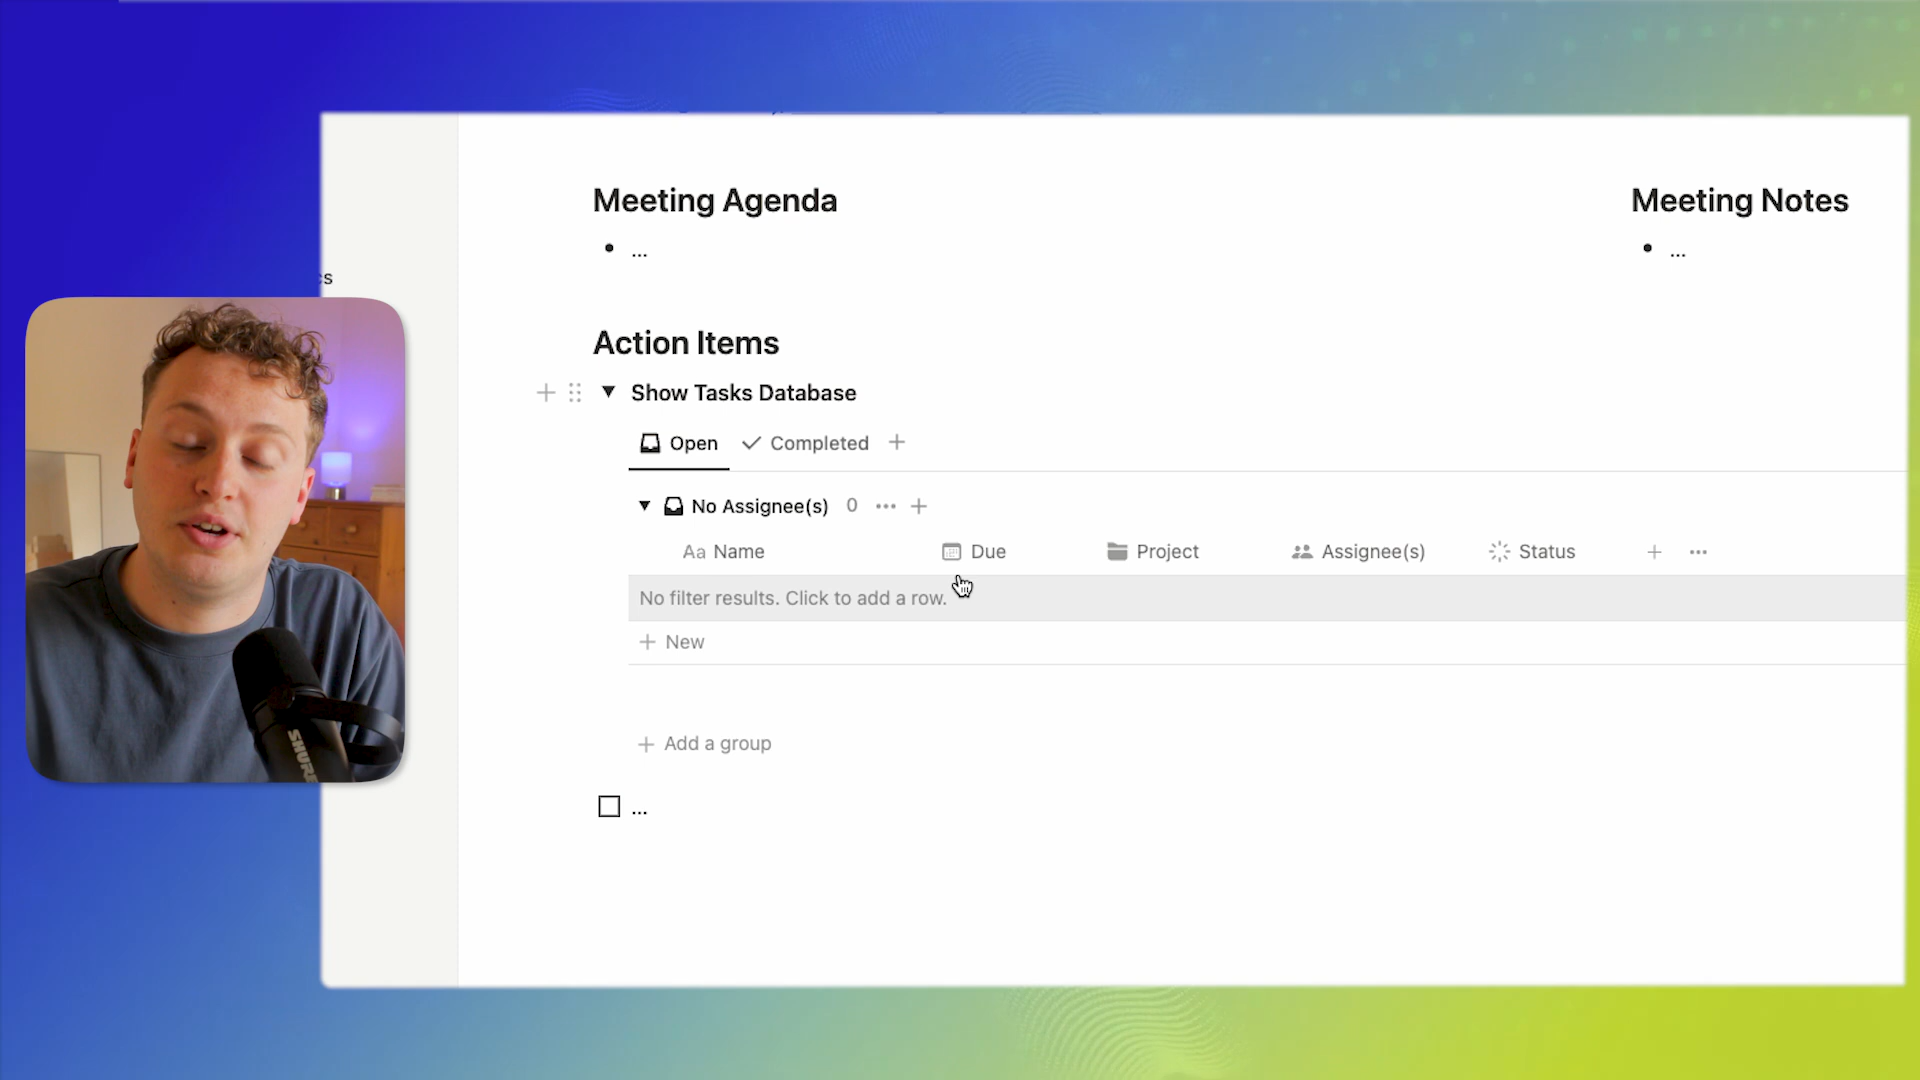 Meeting Agenda
Meeting Notes
• ...
• ...
Action Items
Show Tasks Database
Open
Completed
No Assignee(s) 0
Aa Name
Due
Project
Assignee(s)
Status
No filter results. Click to add a row.
+ New
+ Add a group
...
SHURE